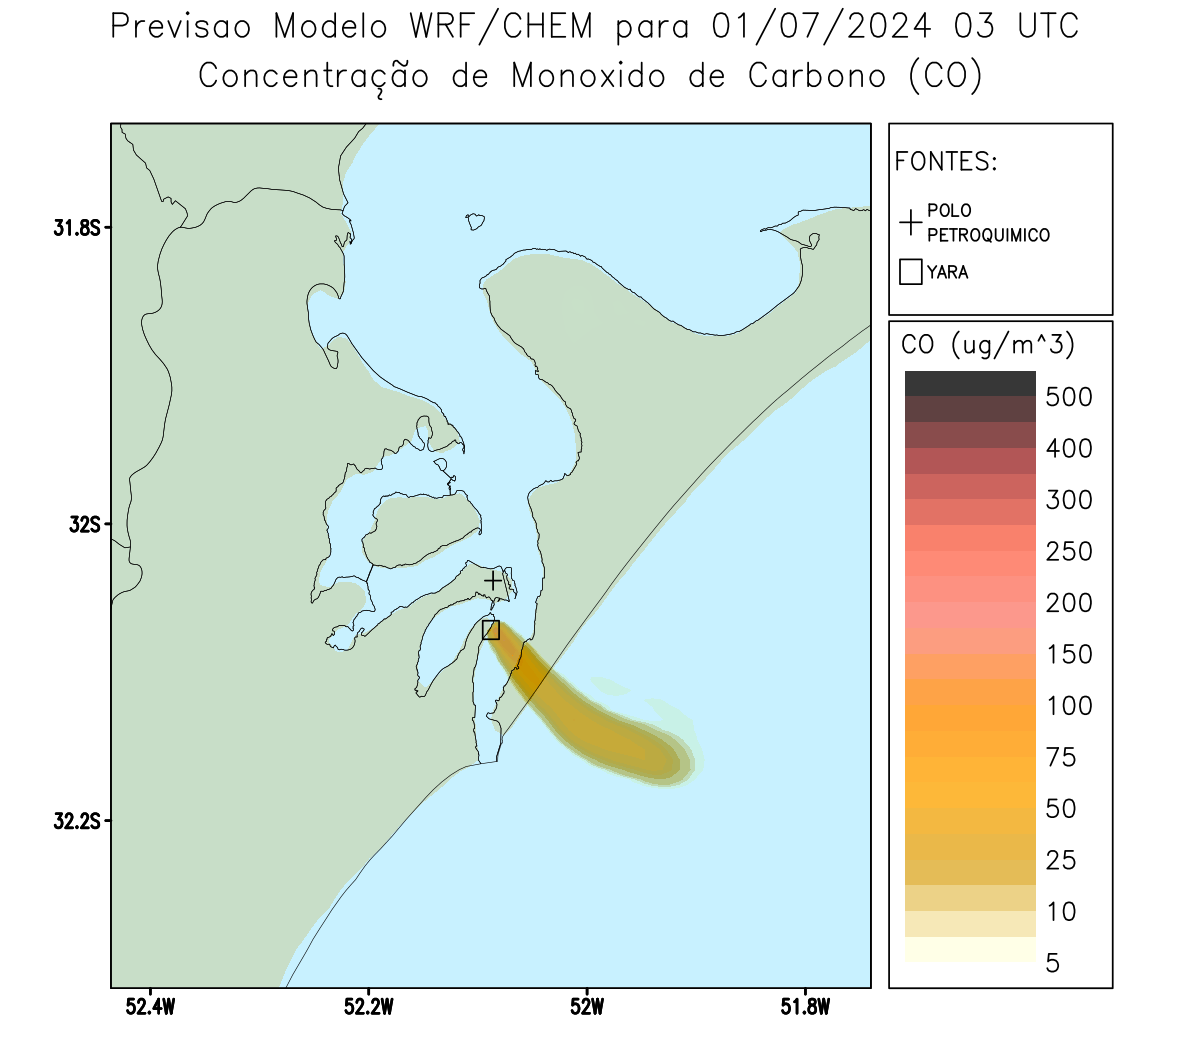 Previsao Modelo WRF/CHEM para 01/07/2024 03 UTC
Concentração de Monoxido de Carbono (CO)
FONTES:
POLO
PETROQUIMICO
YARA
CO (ug/m^3)
500
400
300
250
200
150
100
75
50
25
10
5
31.8S
32S
32.2S
52.4W
52.2W
52W
51.8W